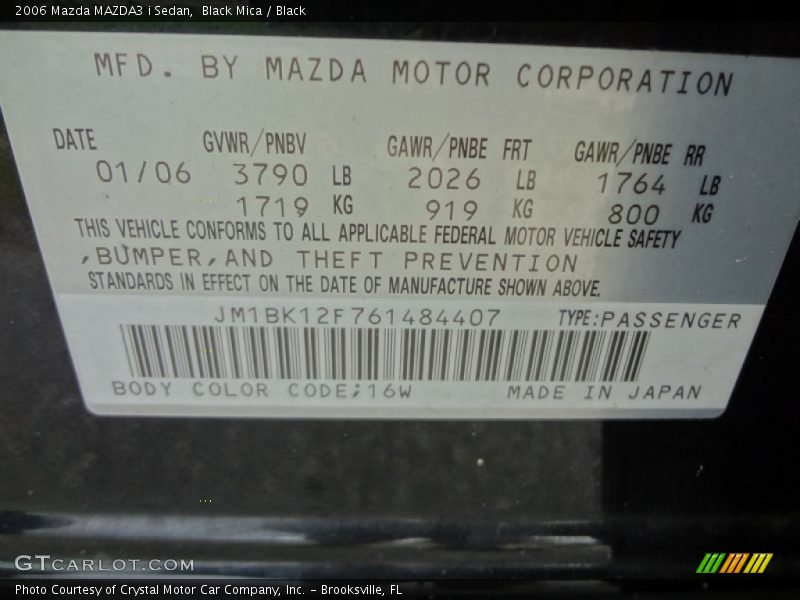 2006 Mazda MAZDA3 i Sedan, Black Mica / Black
MFD. BY MAZDA MOTOR CORPORATION
DATE GVWR/PNBV GAWR/PNBE FRT GAWR/PNBE RR
01/06 3790 LB 2026 LB 1764 LB
1719 KG 919 KG 800 KG
THIS VEHICLE CONFORMS TO ALL APPLICABLE FEDERAL MOTOR VEHICLE SAFETY
,BUMPER,AND THEFT PREVENTION
STANDARDS IN EFFECT ON THE DATE OF MANUFACTURE SHOWN ABOVE.
JM1BK12F761484407 TYPE:PASSENGER
BODY COLOR CODE;16W MADE IN JAPAN
GTCARLOT.COM
Photo Courtesy of Crystal Motor Car Company, Inc. – Brooksville, FL